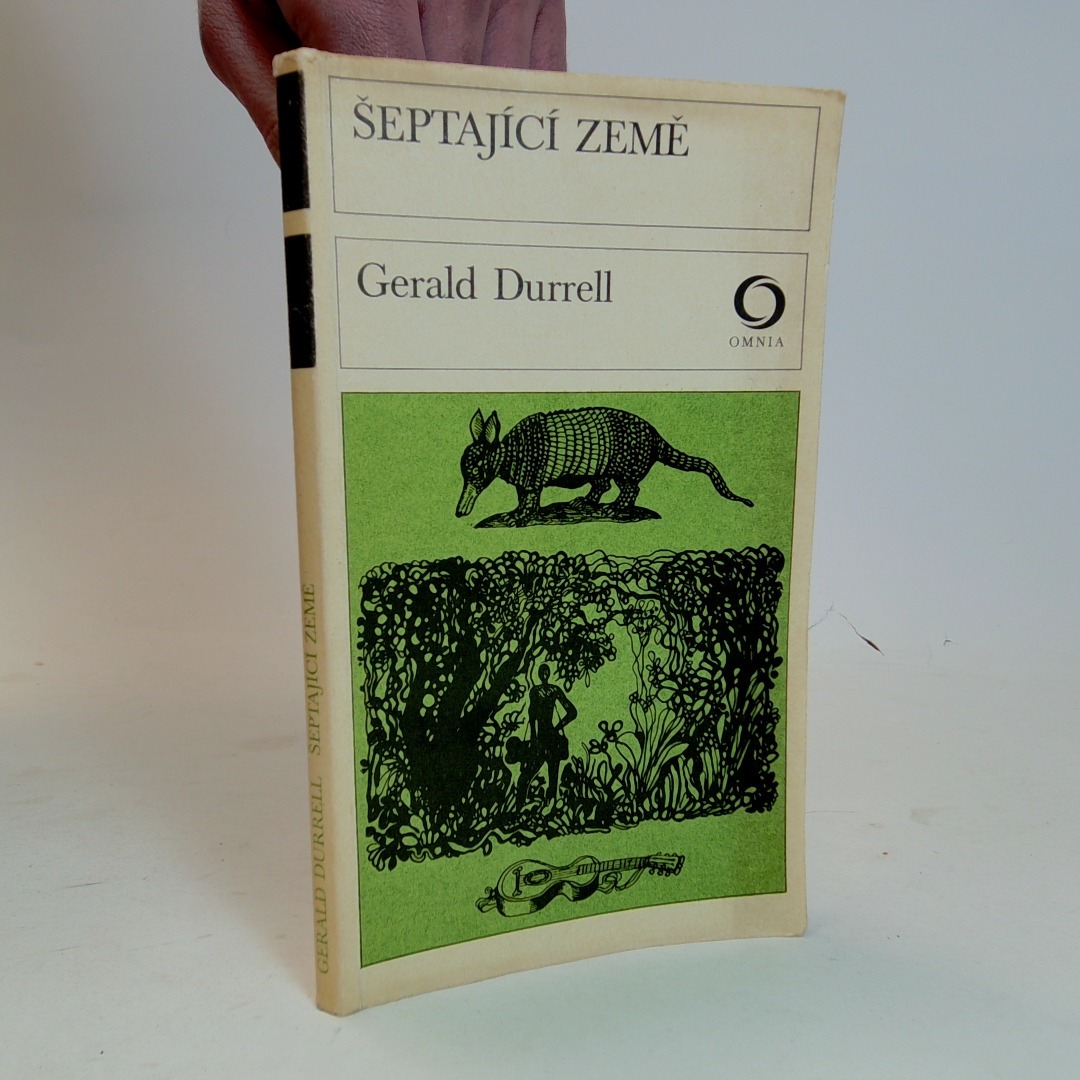 ŠEPTAJÍCÍ ZEMĚ
Gerald Durrell
OMNIA
GERALD DURRELL ŠEPTAJÍCÍ ZEMĚ